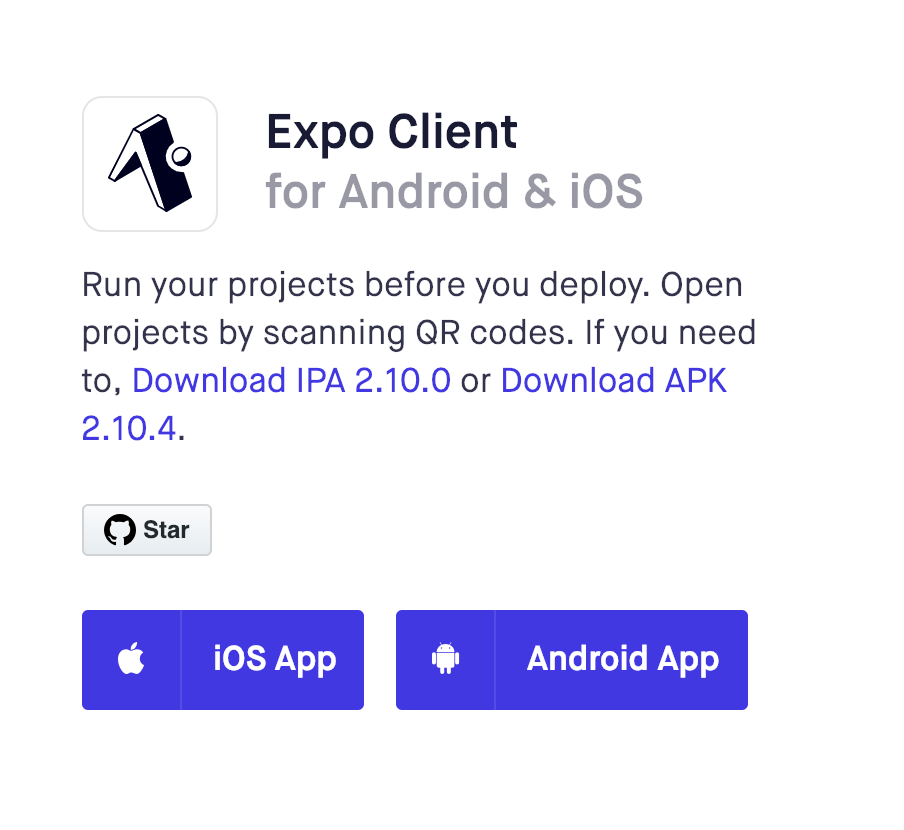 Expo Client
for Android & iOS
Run your projects before you deploy. Open
projects by scanning QR codes. If you need
to, Download IPA 2.10.0 or Download APK
2.10.4.
Star
iOS App
Android App